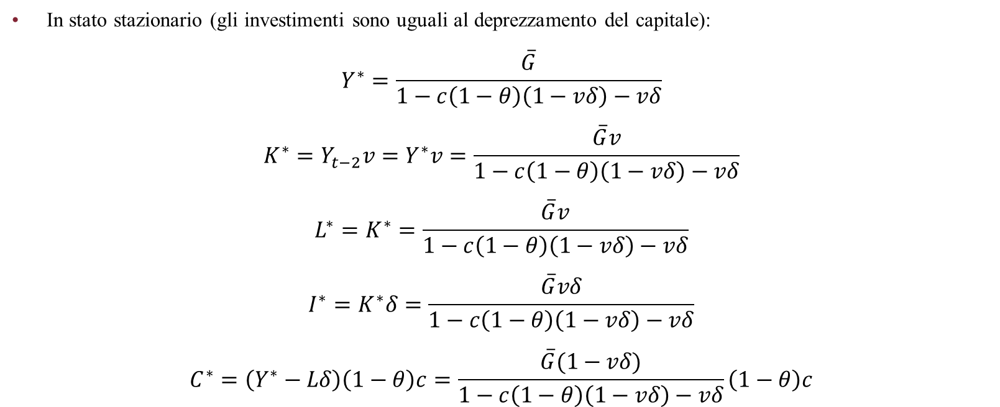 • In stato stazionario (gli investimenti sono uguali al deprezzamento del capitale):
$Y^* = \frac{\bar{G}}{1 - c(1 - \theta)(1 - v\delta) - v\delta}$
$K^* = Y_{t-2}v = Y^*v = \frac{\bar{G}v}{1 - c(1 - \theta)(1 - v\delta) - v\delta}$
$L^* = K^* = \frac{\bar{G}v}{1 - c(1 - \theta)(1 - v\delta) - v\delta}$
$I^* = K^*\delta = \frac{\bar{G}v\delta}{1 - c(1 - \theta)(1 - v\delta) - v\delta}$
$C^* = (Y^* - L\delta)(1 - \theta)c = \frac{\bar{G}(1 - v\delta)}{1 - c(1 - \theta)(1 - v\delta) - v\delta}(1 - \theta)c$